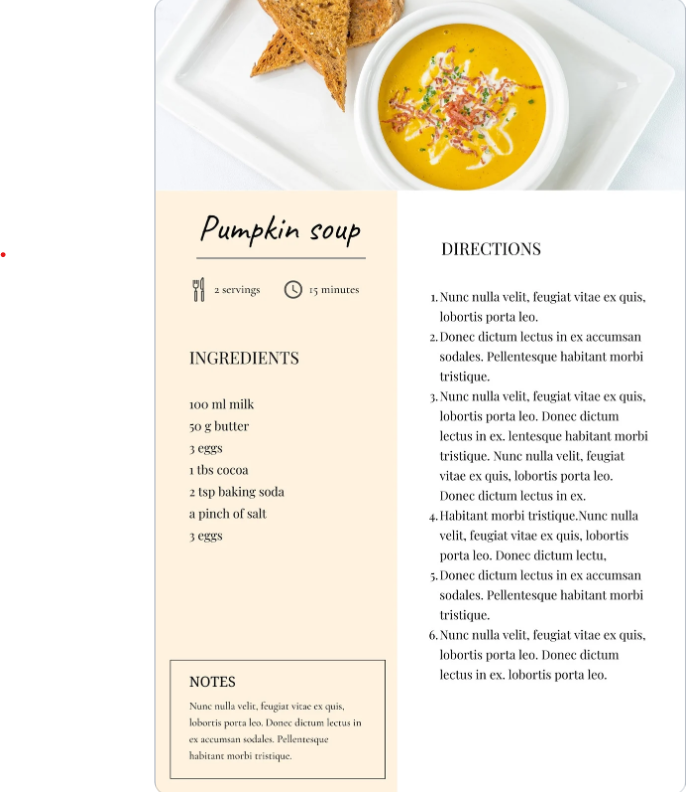 Pumpkin soup
2 servings
15 minutes
INGREDIENTS
100 ml milk
50 g butter
3 eggs
1 tbs cocoa
2 tsp baking soda
a pinch of salt
3 eggs
NOTES
Nunc nulla velit, feugiat vitae ex quis,
lobortis porta leo. Donec dictum lectus in
ex accumsan sodales. Pellentesque
habitant morbi tristique.
DIRECTIONS
1. Nunc nulla velit, feugiat vitae ex quis,
lobortis porta leo.
2. Donec dictum lectus in ex accumsan
sodales. Pellentesque habitant morbi
tristique.
3. Nunc nulla velit, feugiat vitae ex quis,
lobortis porta leo. Donec dictum
lectus in ex. lentesque habitant morbi
tristique. Nunc nulla velit, feugiat
vitae ex quis, lobortis porta leo.
Donec dictum lectus in ex.
4. Habitant morbi tristique.Nunc nulla
velit, feugiat vitae ex quis, lobortis
porta leo. Donec dictum lectu,
5. Donec dictum lectus in ex accumsan
sodales. Pellentesque habitant morbi
tristique.
6. Nunc nulla velit, feugiat vitae ex quis,
lobortis porta leo. Donec dictum
lectus in ex. lobortis porta leo.